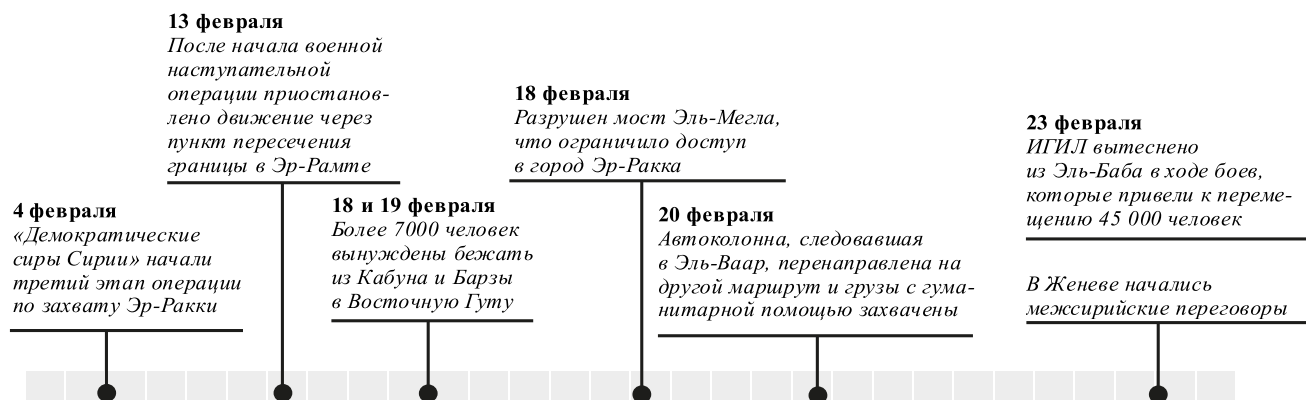 13 февраля
После начала военной
наступательной
операции приостанов-
лено движение через
пункт пересечения
границы в Эр-Рамте
18 февраля
Разрушен мост Эль-Мегла,
что ограничило доступ
в город Эр-Ракка
23 февраля
ИГИЛ вытеснено
из Эль-Баба в ходе боев,
которые привели к переме-
щению 45 000 человек
4 февраля
«Демократические
сиры Сирии» начали
третий этап операции
по захвату Эр-Ракки
18 и 19 февраля
Более 7000 человек
вынуждены бежать
из Кабуна и Барзы
в Восточную Гуту
20 февраля
Автоколонна, следовавшая
в Эль-Ваар, перенаправлена на
другой маршрут и грузы с гума-
нитарной помощью захвачены
В Женеве начались
межсирийские переговоры